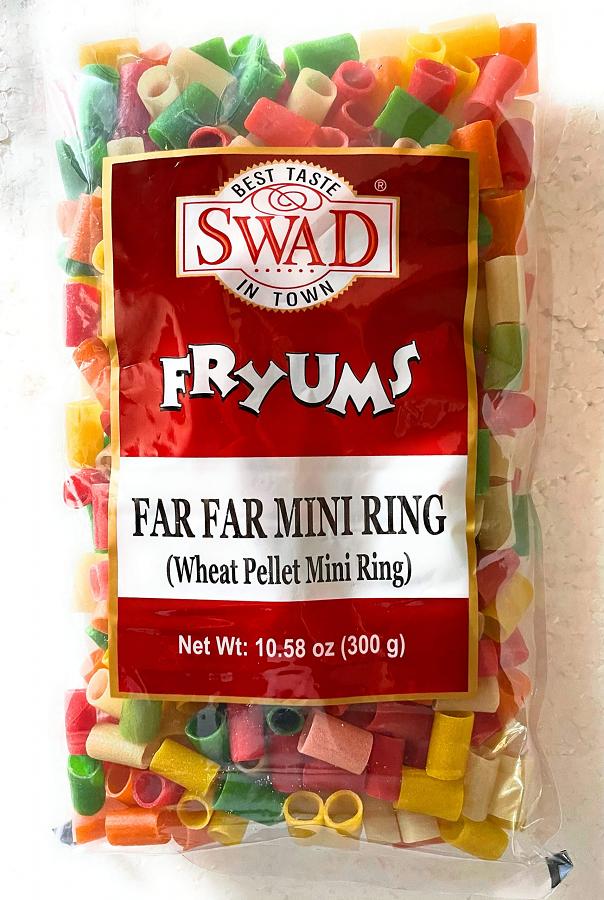 BEST TASTE
®
SWAD
IN TOWN
FRYUMS
FAR FAR MINI RING
(Wheat Pellet Mini Ring)
Net Wt: 10.58 oz (300 g)